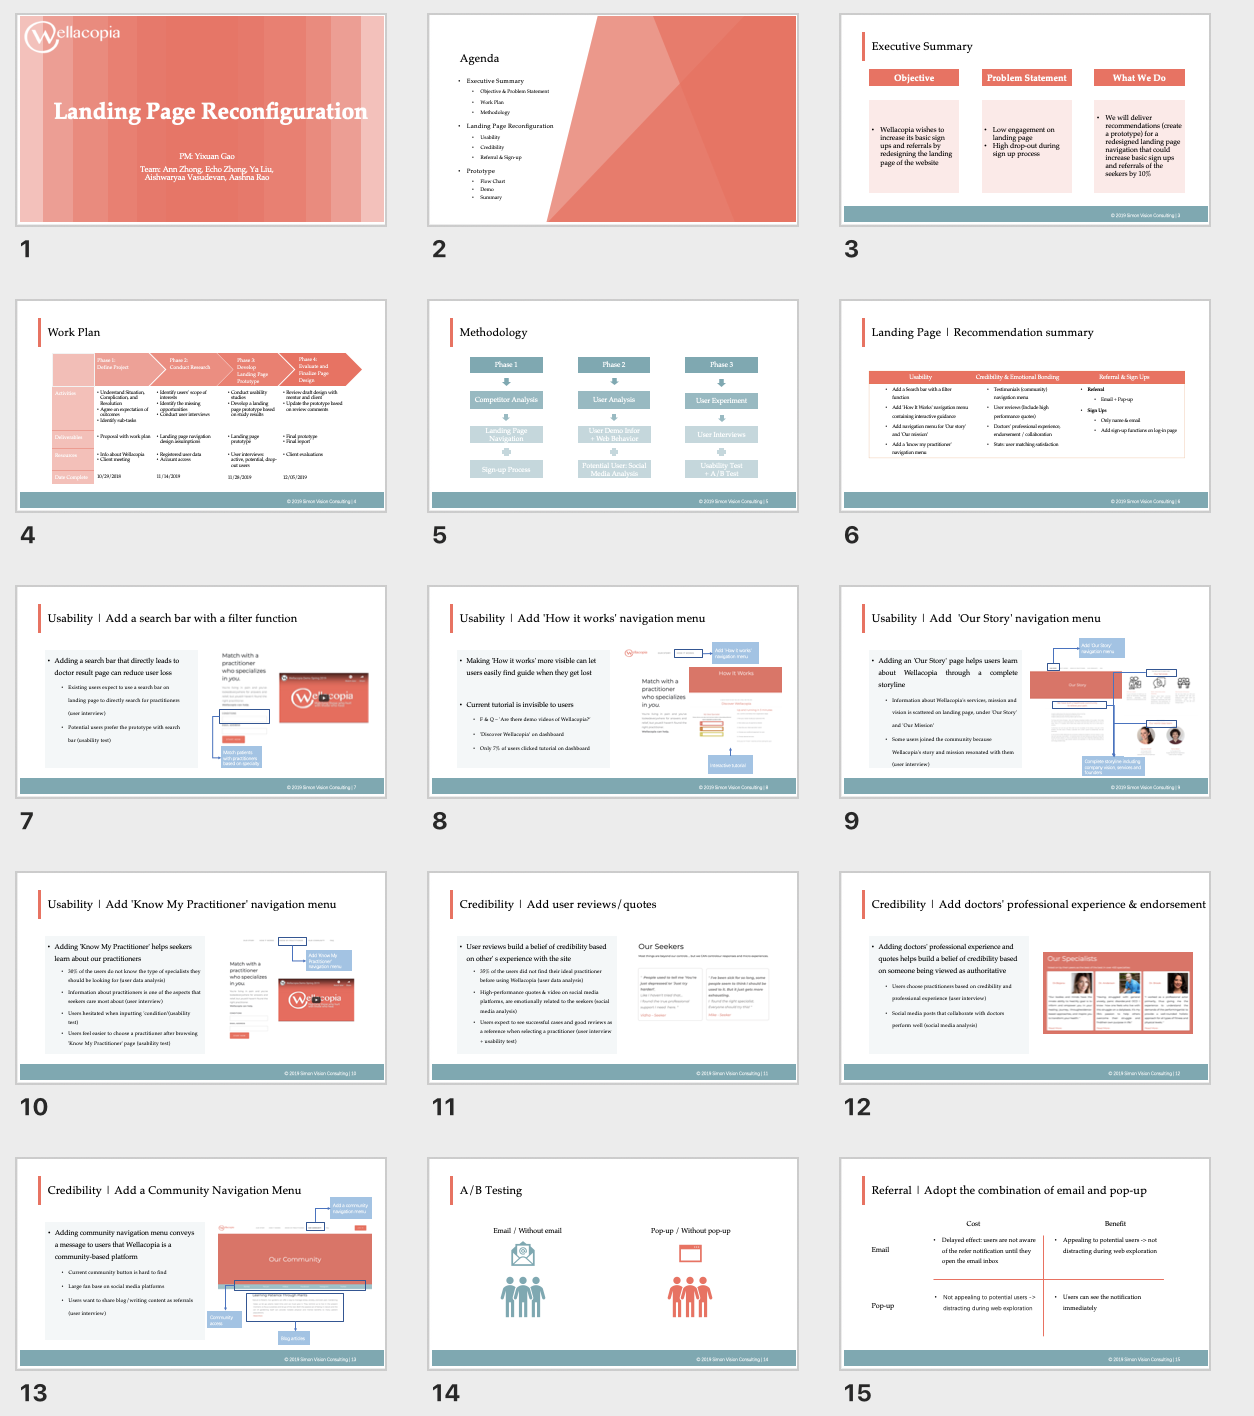 Wellacopia
Landing Page Reconfiguration
PM: Yixuan Gao
Team: Ann Zhong, Echo Zhong, Ya Liu,
Aishwaryaa Vasudevan, Aashna Rao
1
Agenda
• Executive Summary
• Objective & Problem Statement
• Work Plan
• Methodology
• Landing Page Reconfiguration
• Usability
• Credibility
• Referral & Sign-up
• Prototype
• Flow Chart
• Demo
• Summary
2
Executive Summary
Objective
• Wellacopia wishes to
increase its basic sign
ups and referrals by
redesigning the landing
page of the website
Problem Statement
• Low engagement on
landing page
• High drop-out during
sign up process
What We Do
• We will deliver
recommendations (create
a prototype) for a
redesigned landing page
navigation that could
increase basic sign ups
and referrals of the
seekers by 10%
© 2019 Simon Vision Consulting | 3
3
Work Plan
Phase 1:
Define Project
Phase 2:
Conduct Research
Phase 3:
Develop
Landing Page
Prototype
Phase 4:
Evaluate and
Finalize Page
Design
Activities
• Understand Situation,
Complication, and
Resolution
• Agree on expectation of
outcomes
• Identify sub-tasks
• Identify users' scope of
interests
• Identify the missing
opportunities
• Conduct user interviews
• Conduct usability
studies
• Develop a landing
page prototype based
on study results
• Review draft design with
mentor and client
• Update the prototype based
on review comments
Deliverables
• Proposal with work plan
• Landing page navigation
design assumptions
• Landing page
prototype
• Final prototype
• Final report
Resources
• Info about Wellacopia
• Client meeting
• Registered user data
• Account access
• User interviews:
active, potential, drop-
out users
• Client evaluations
Date Complete
10/29/2018
11/14/2019
11/28/2019
12/05/2019
© 2019 Simon Vision Consulting | 4
4
Methodology
Phase 1
Competitor Analysis
Landing Page
Navigation
Sign-up Process
Phase 2
User Analysis
User Demo Infor
+ Web Behavior
Potential User: Social
Media Analysis
Phase 3
User Experiment
User Interviews
Usability Test
+ A/B Test
© 2019 Simon Vision Consulting | 5
5
Landing Page | Recommendation summary
Usability
• Add a Search bar with a filter
function
• Add 'How It Works' navigation menu
containing interactive guidance
• Add navigation menu for 'Our story'
and 'Our mission'
• Add a 'know my practitioner'
navigation menu
Credibility & Emotional Bonding
• Testimonials (community)
navigation menu
• User reviews (Include high
performance quotes)
• Doctors' professional experience,
endorsement / collaboration
• Stats: user matching satisfaction
Referral & Sign Ups
• Referral
• Email + Pop-up
• Sign Ups
• Only name & email
• Add sign-up functions on log-in page
© 2019 Simon Vision Consulting | 6
6
Usability | Add a search bar with a filter function
• Adding a search bar that directly leads to
doctor result page can reduce user loss
• Existing users expect to use a search bar on
landing page to directly search for practitioners
(user interview)
• Potential users prefer the prototype with search
bar (usability test)
Match with a
practitioner
who specializes
in you.
Wellacopia
Match patients
with practitioners
based on specialty
© 2019 Simon Vision Consulting | 7
7
Usability | Add 'How it works' navigation menu
• Making 'How it works' more visible can let
users easily find guide when they get lost
• Current tutorial is invisible to users
• F & Q – 'Are there demo videos of Wellacopia?'
• 'Discover Wellacopia' on dashboard
• Only 7% of users clicked tutorial on dashboard
Add 'How it works'
navigation menu
How It Works
Match with a
practitioner
who specializes
in you.
Interactive tutorial
© 2019 Simon Vision Consulting | 8
8
Usability | Add 'Our Story' navigation menu
• Adding an 'Our Story' page helps users learn
about Wellacopia through a complete
storyline
• Information about Wellacopia's services, mission and
vision is scattered on landing page, under 'Our Story'
and 'Our Mission'
• Some users joined the community because
Wellacopia's story and mission resonated with them
(user interview)
Add 'Our Story'
navigation menu
Our Story
Complete storyline including
company vision, services and
founders
© 2019 Simon Vision Consulting | 9
9
Usability | Add 'Know My Practitioner' navigation menu
• Adding 'Know My Practitioner' helps seekers
learn about our practitioners
• 30% of the users do not know the type of specialists they
should be looking for (user data analysis)
• Information about practitioners is one of the aspects that
seekers care most about (user interview)
• Users hesitated when inputting 'condition'(usability
test)
• Users feel easier to choose a practitioner after browsing
'Know My Practitioner' page (usability test)
Add 'Know My
Practitioner'
navigation menu
Match with a
practitioner
who specializes
in you.
Wellacopia
© 2019 Simon Vision Consulting | 10
10
Credibility | Add user reviews/quotes
• User reviews build a belief of credibility based
on other' s experience with the site
• 35% of the users did not find their ideal practitioner
before using Wellacopia (user data analysis)
• High-performance quotes & video on social media
platforms, are emotionally related to the seekers (social
media analysis)
• Users expect to see successful cases and good reviews as
a reference when selecting a practitioner (user interview
+ usability test)
Our Seekers
© 2019 Simon Vision Consulting | 11
11
Credibility | Add doctors' professional experience & endorsement
• Adding doctors' professional experience and
quotes helps build a belief of credibility based
on someone being viewed as authoritative
• Users choose practitioners based on credibility and
professional experience (user interview)
• Social media posts that collaborate with doctors
perform well (social media analysis)
Our Specialists
© 2019 Simon Vision Consulting | 12
12
Credibility | Add a Community Navigation Menu
• Adding community navigation menu conveys
a message to users that Wellacopia is a
community-based platform
• Current community button is hard to find
• Large fan base on social media platforms
• Users want to share blog/writing content as referrals
(user interview)
Add a community
navigation menu
Our Community
Community
access
Blog articles
© 2019 Simon Vision Consulting | 13
13
A/B Testing
Email / Without email
Pop-up / Without pop-up
© 2019 Simon Vision Consulting | 14
14
Referral | Adopt the combination of email and pop-up
Cost
Benefit
Email
• Delayed effect: users are not aware
of the refer notification until they
open the email inbox
• Appealing to potential users -> not
distracting during web exploration
Pop-up
• Not appealing to potential users ->
distracting during web exploration
• Users can see the notification
immediately
© 2019 Simon Vision Consulting | 15
15